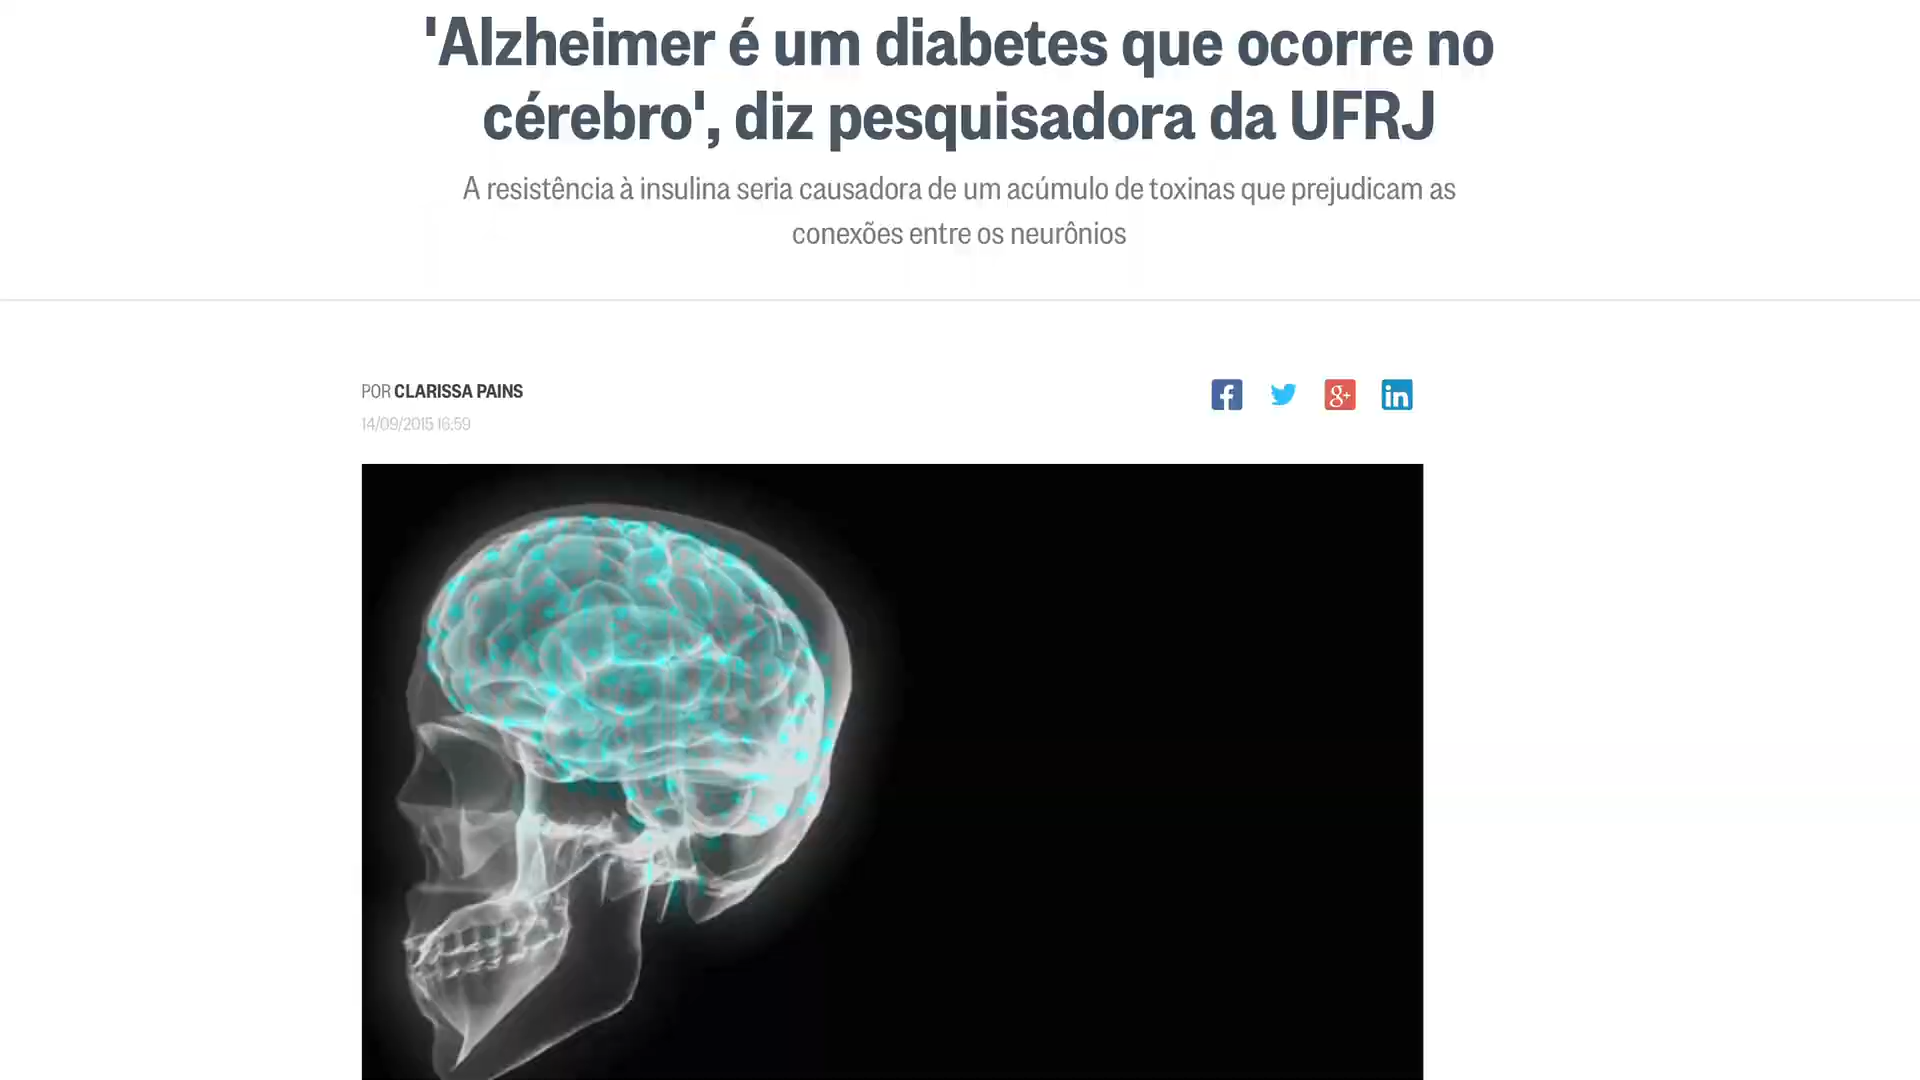 'Alzheimer é um diabetes que ocorre no
cérebro', diz pesquisadora da UFRJ
A resistência à insulina seria causadora de um acúmulo de toxinas que prejudicam as
conexões entre os neurônios
POR CLARISSA PAINS
14/09/2015 16:59